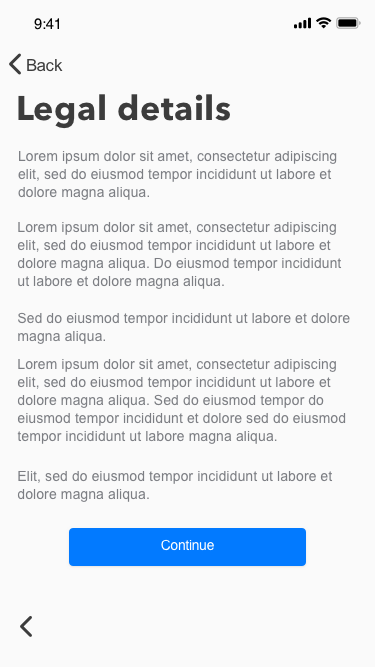 9:41
Back
Legal details
Lorem ipsum dolor sit amet, consectetur adipiscing
elit, sed do eiusmod tempor incididunt ut labore et
dolore magna aliqua.
Lorem ipsum dolor sit amet, consectetur adipiscing
elit, sed do eiusmod tempor incididunt ut labore et
dolore magna aliqua. Do eiusmod tempor incididunt
ut labore et dolore magna aliqua.
Sed do eiusmod tempor incididunt ut labore et dolore
magna aliqua.
Lorem ipsum dolor sit amet, consectetur adipiscing
elit, sed do eiusmod tempor incididunt ut labore et
dolore magna aliqua. Sed do eiusmod tempor do
eiusmod tempor incididunt et dolore sed do eiusmod
tempor incididunt ut labore magna aliqua.
Elit, sed do eiusmod tempor incididunt ut labore et
dolore magna aliqua.
Continue